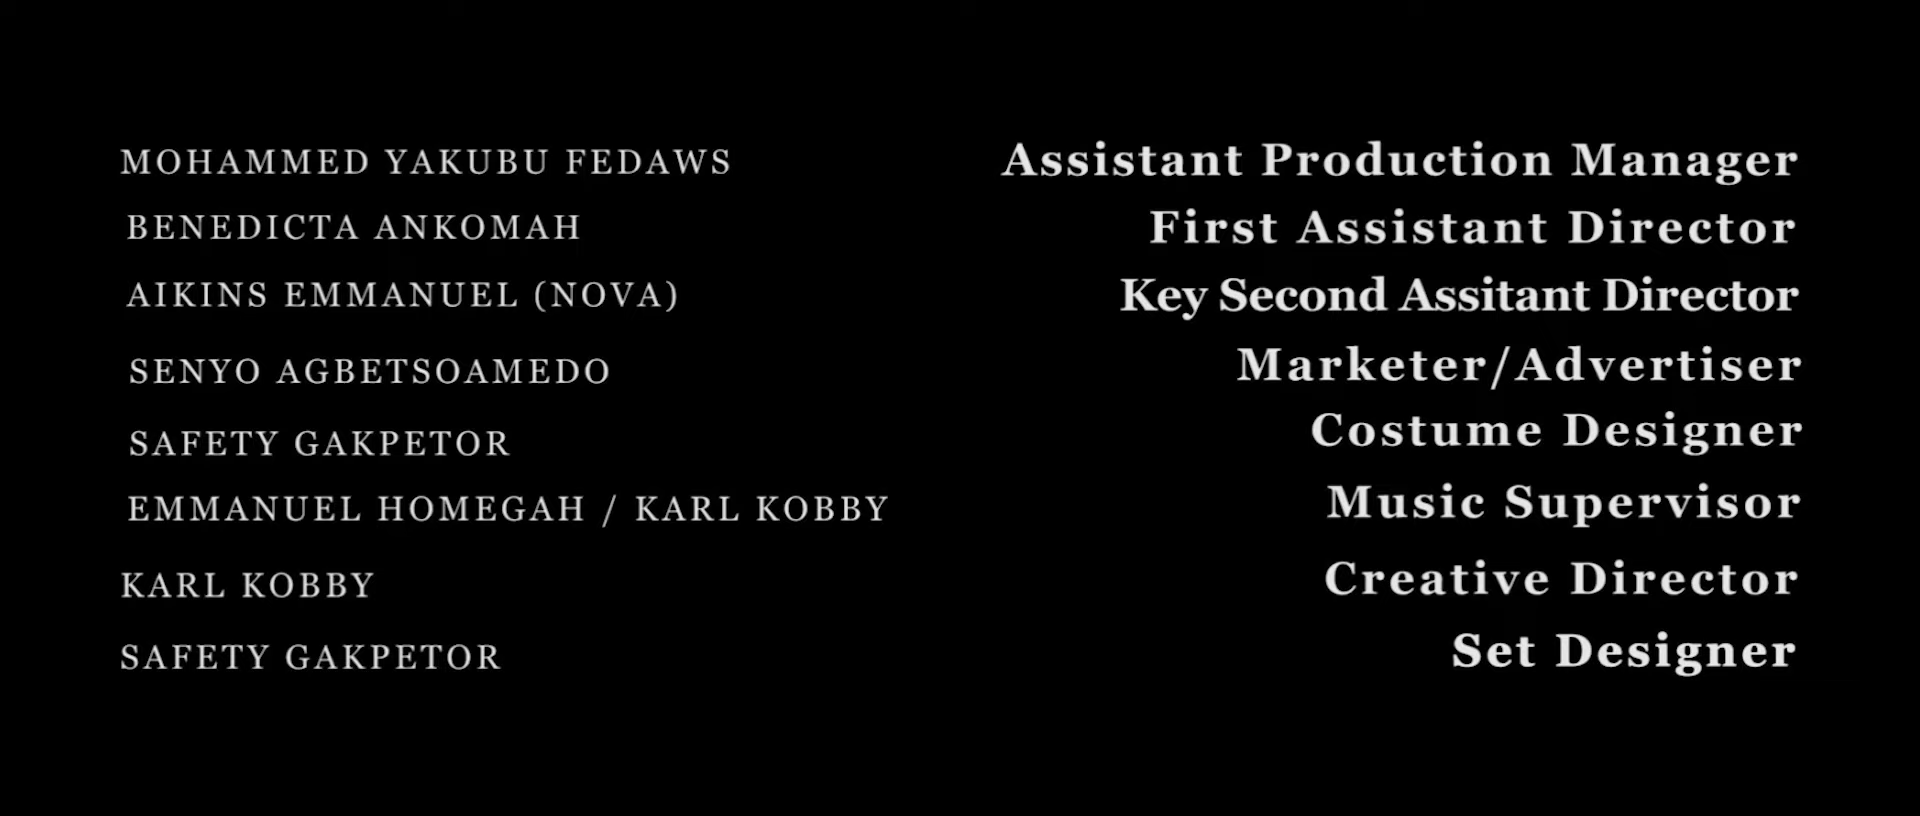 MOHAMMED YAKUBU FEDAWS Assistant Production Manager
BENEDICTA ANKOMAH First Assistant Director
AIKINS EMMANUEL (NOVA) Key Second Assitant Director
SENYO AGBETSOAMEDO Marketer/Advertiser
SAFETY GAKPETOR Costume Designer
EMMANUEL HOMEGAH / KARL KOBBY Music Supervisor
KARL KOBBY Creative Director
SAFETY GAKPETOR Set Designer